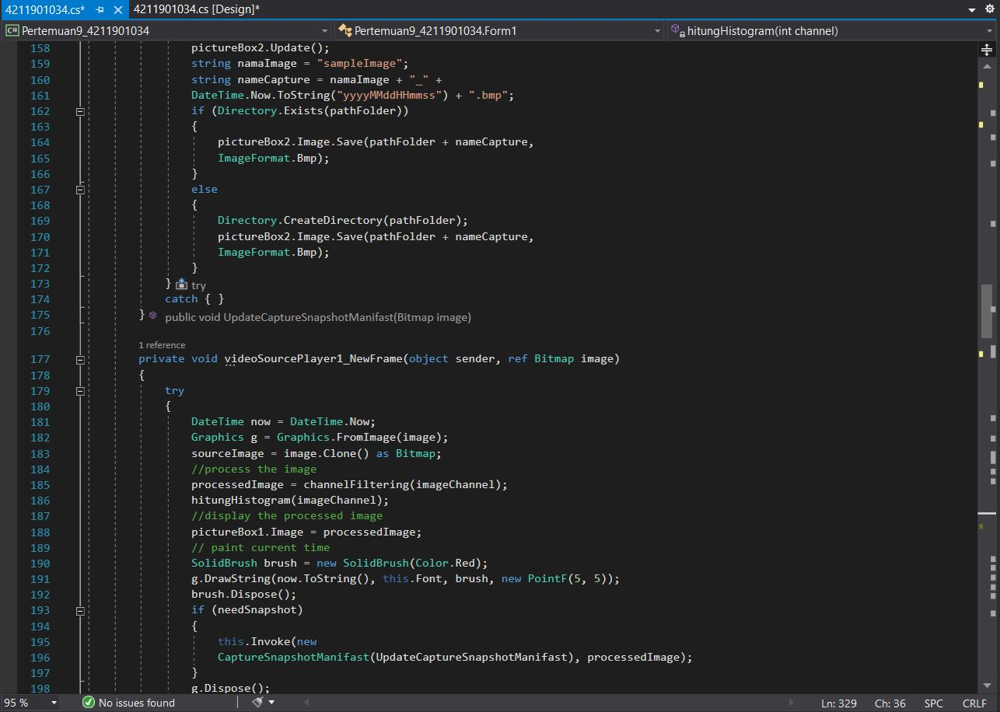 4211901034.cs*
4211901034.cs [Design]*
C# Pertemuan9_4211901034
Pertemuan9_4211901034.Form1
hitungHistogram(int channel)
158 pictureBox2.Update();
159 string namaImage = "sampleImage";
160 string nameCapture = namaImage + "_" +
161 DateTime.Now.ToString("yyyyMMddHHmmss") + ".bmp";
162 if (Directory.Exists(pathFolder))
163 {
164 pictureBox2.Image.Save(pathFolder + nameCapture,
165 ImageFormat.Bmp);
166 }
167 else
168 {
169 Directory.CreateDirectory(pathFolder);
170 pictureBox2.Image.Save(pathFolder + nameCapture,
171 ImageFormat.Bmp);
172 }
173 } try
174 catch { }
175 } public void UpdateCaptureSnapshotManifast(Bitmap image)
176
1 reference
177 private void videoSourcePlayer1_NewFrame(object sender, ref Bitmap image)
178 {
179 try
180 {
181 DateTime now = DateTime.Now;
182 Graphics g = Graphics.FromImage(image);
183 sourceImage = image.Clone() as Bitmap;
184 //process the image
185 processedImage = channelFiltering(imageChannel);
186 hitungHistogram(imageChannel);
187 //display the processed image
188 pictureBox1.Image = processedImage;
189 // paint current time
190 SolidBrush brush = new SolidBrush(Color.Red);
191 g.DrawString(now.ToString(), this.Font, brush, new PointF(5, 5));
192 brush.Dispose();
193 if (needSnapshot)
194 {
195 this.Invoke(new
196 CaptureSnapshotManifast(UpdateCaptureSnapshotManifast), processedImage);
197 }
198 g.Dispose();
95 % No issues found Ln: 329 Ch: 36 SPC CRLF